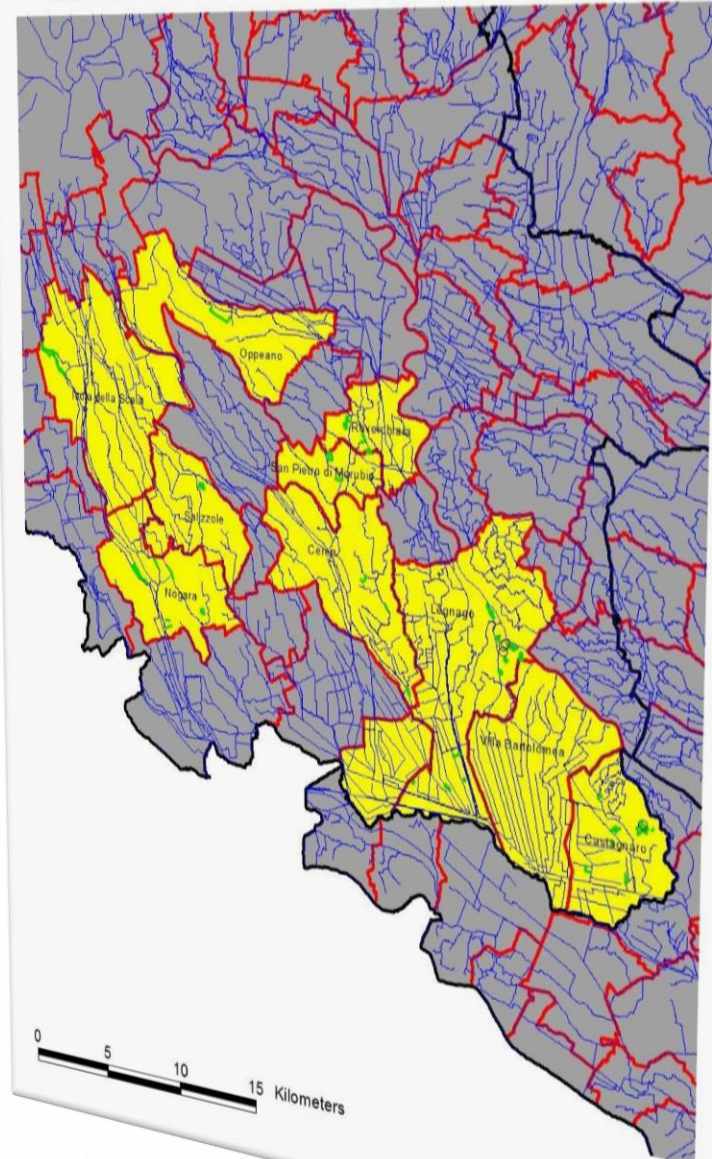 Oppeano
Isola della Scala
Roverchiara
San Pietro di Morubio
Salizzole
Cerea
Nogara
Legnago
Villa Bartolomea
Castagnaro
0
5
10
15 Kilometers